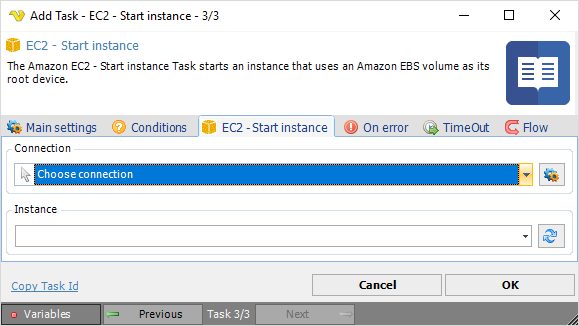 Add Task - EC2 - Start instance - 3/3
EC2 - Start instance
The Amazon EC2 - Start instance Task starts an instance that uses an Amazon EBS volume as its
root device.
Main settings Conditions EC2 - Start instance On error TimeOut Flow
Connection
Choose connection
Instance
Copy Task Id Cancel OK
Variables Previous Task 3/3 Next